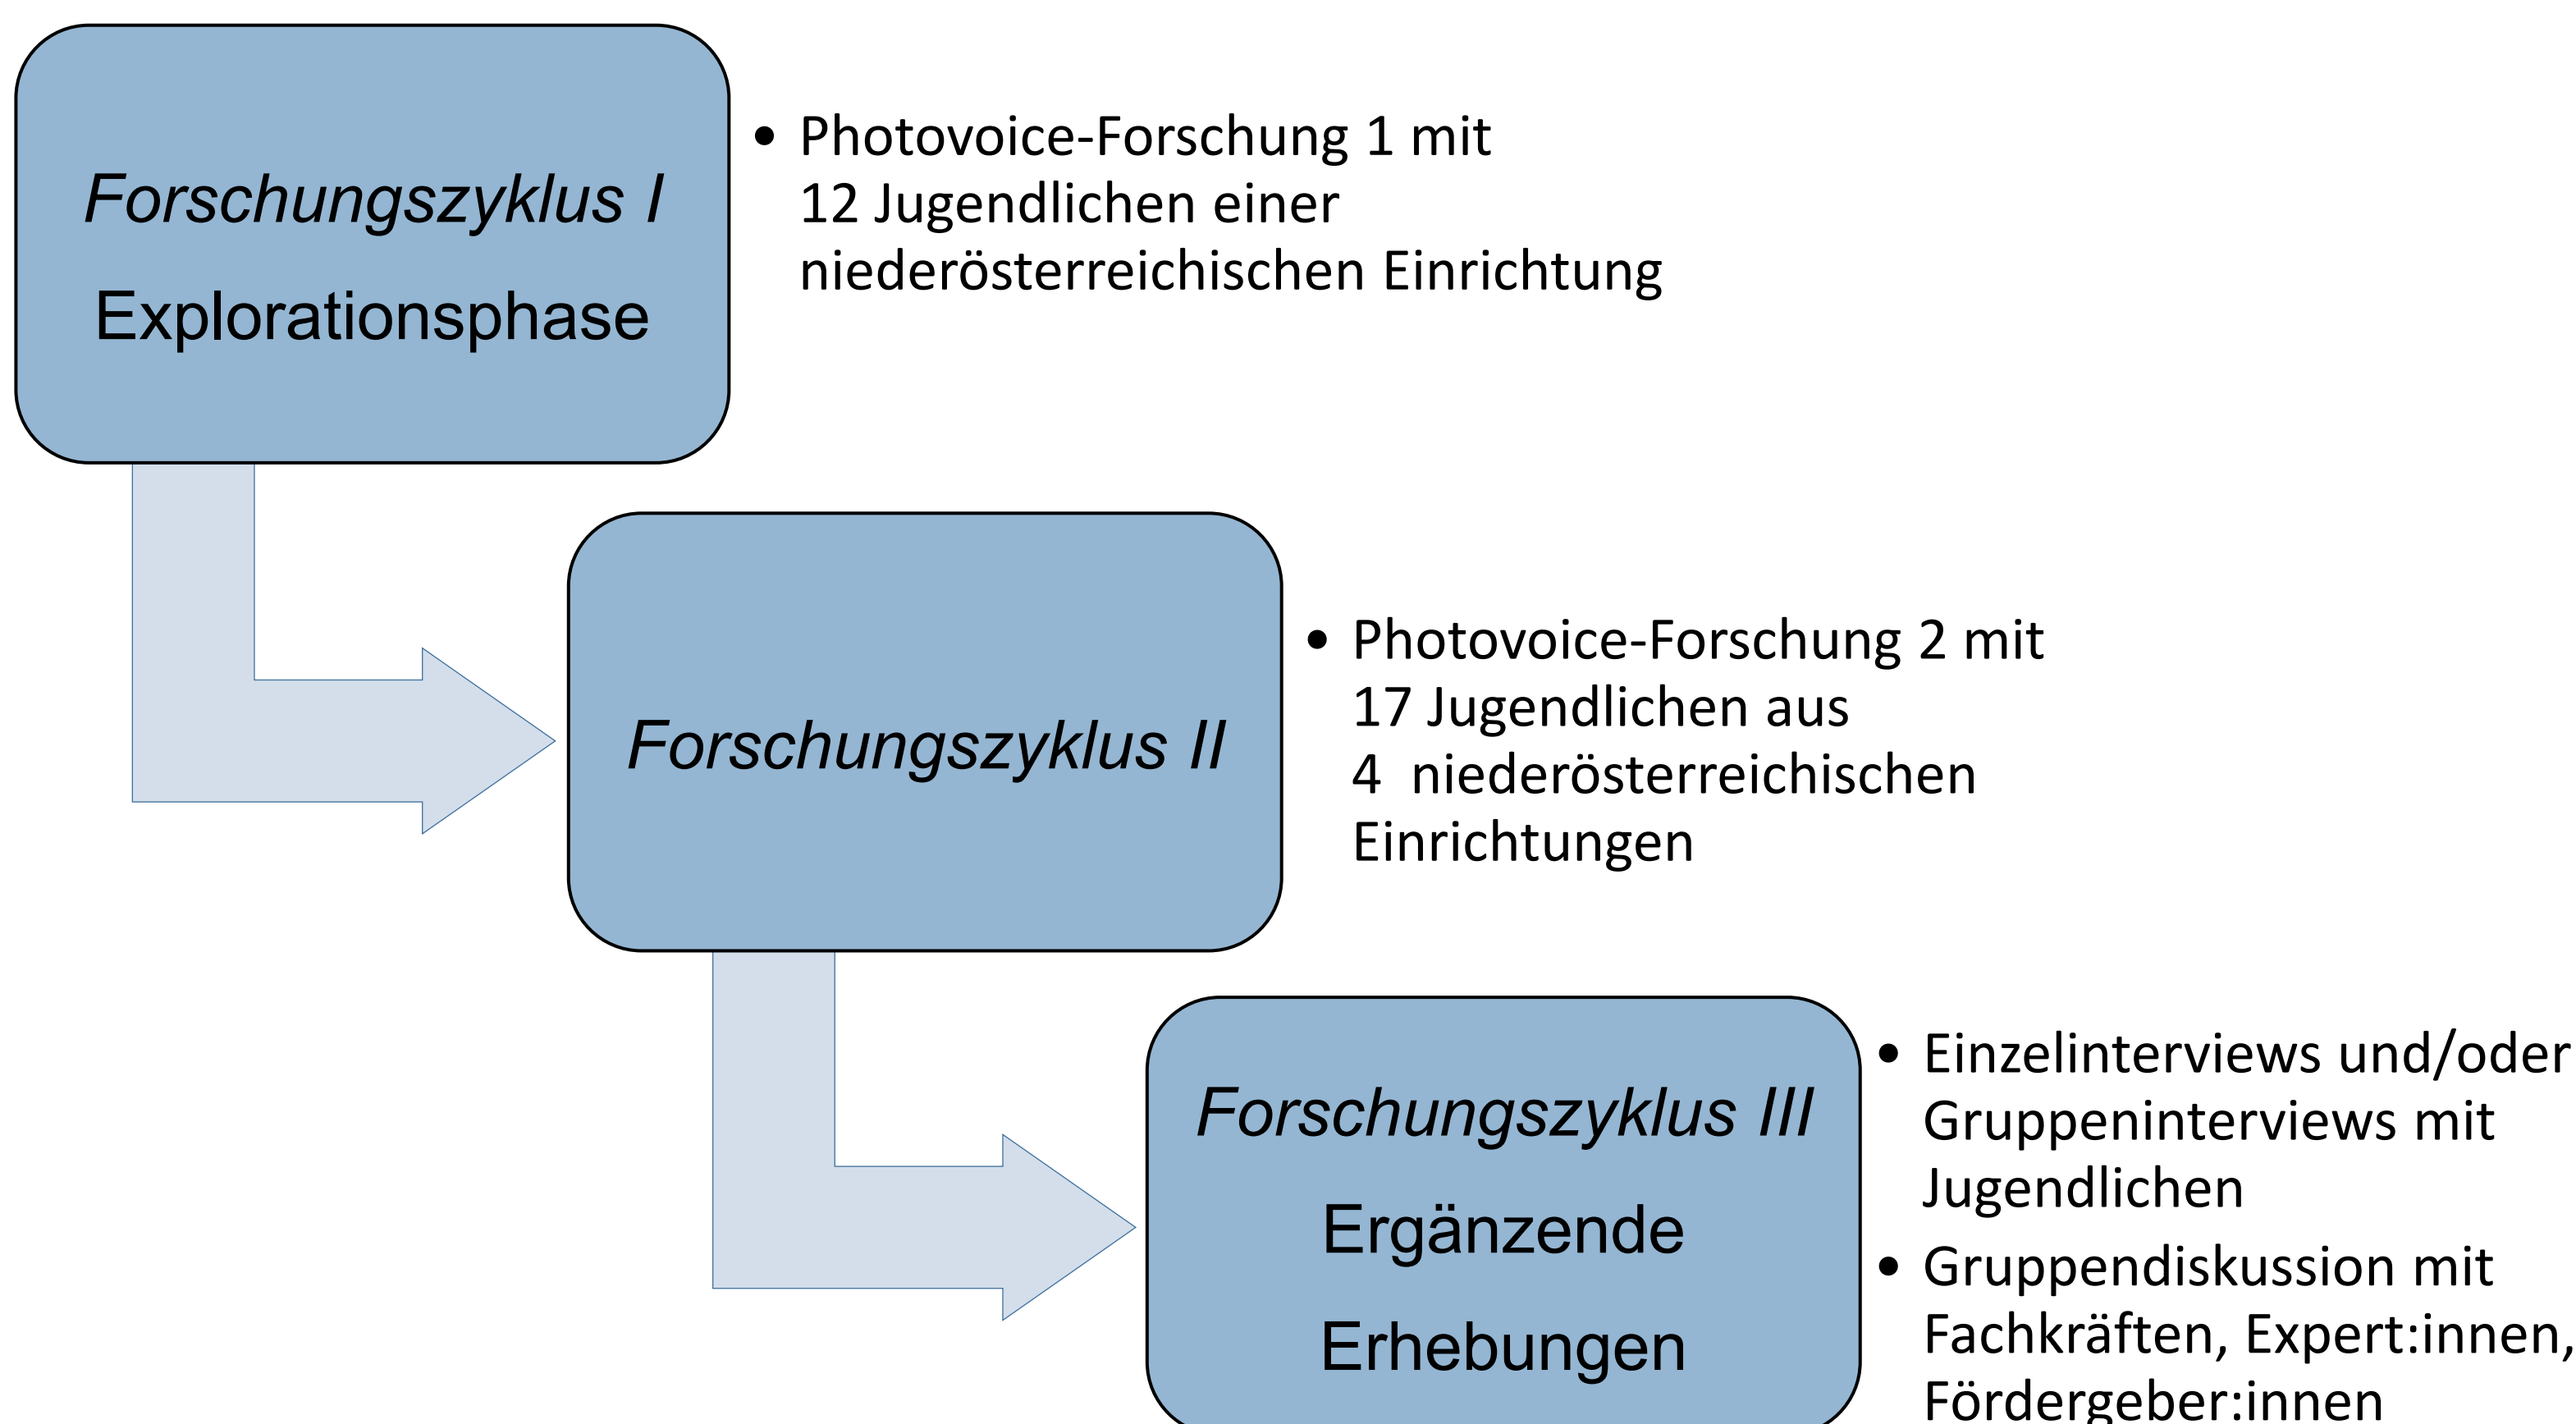 Forschungszyklus I
Explorationsphase
• Photovoice-Forschung 1 mit
12 Jugendlichen einer
niederösterreichischen Einrichtung
Forschungszyklus II
• Photovoice-Forschung 2 mit
17 Jugendlichen aus
4 niederösterreichischen
Einrichtungen
Forschungszyklus III
Ergänzende
Erhebungen
• Einzelinterviews und/oder
Gruppeninterviews mit
Jugendlichen
• Gruppendiskussion mit
Fachkräften, Expert:innen,
Fördergeber:innen